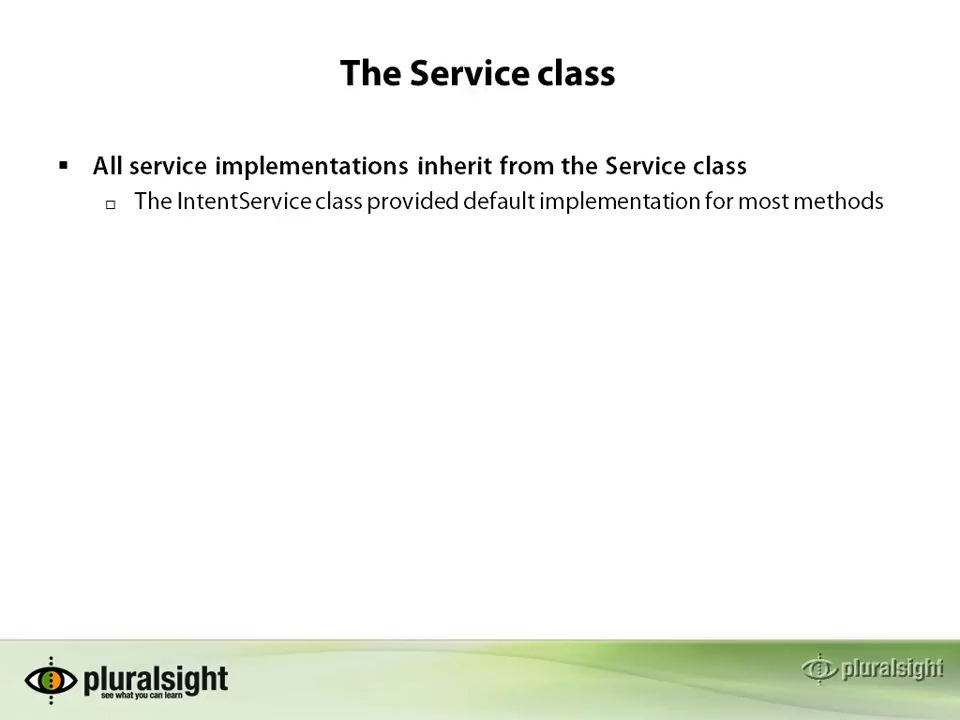 The Service class
▪ All service implementations inherit from the Service class
▫ The IntentService class provided default implementation for most methods
pluralsight
see what you can learn
pluralsight